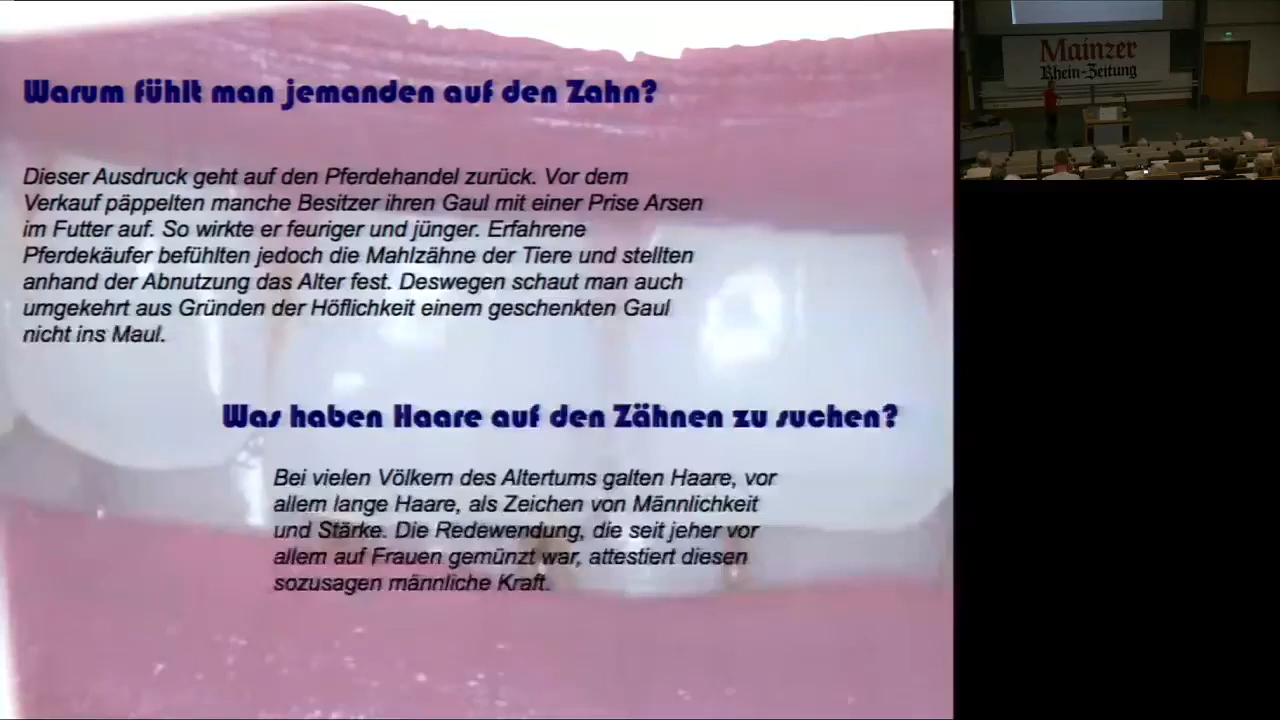 Warum fühlt man jemanden auf den Zahn?
Dieser Ausdruck geht auf den Pferdehandel zurück. Vor dem
Verkauf päppelten manche Besitzer ihren Gaul mit einer Prise Arsen
im Futter auf. So wirkte er feuriger und jünger. Erfahrene
Pferdekäufer befühlten jedoch die Mahlzähne der Tiere und stellten
anhand der Abnutzung das Alter fest. Deswegen schaut man auch
umgekehrt aus Gründen der Höflichkeit einem geschenkten Gaul
nicht ins Maul.
Was haben Haare auf den Zähnen zu suchen?
Bei vielen Völkern des Altertums galten Haare, vor
allem lange Haare, als Zeichen von Männlichkeit
und Stärke. Die Redewendung, die seit jeher vor
allem auf Frauen gemünzt war, attestiert diesen
sozusagen männliche Kraft.
Mainzer
Rhein-Zeitung